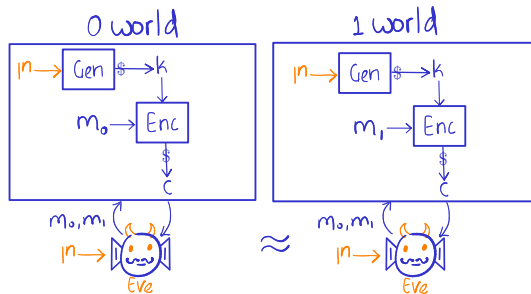 0 world
1 world
1ⁿ → Gen $ → k
1ⁿ → Gen $ → k
m₀ → Enc
m₁ → Enc
$
$
c
c
m₀,m₁
m₀,m₁
1ⁿ
≈
1ⁿ
Eve
Eve